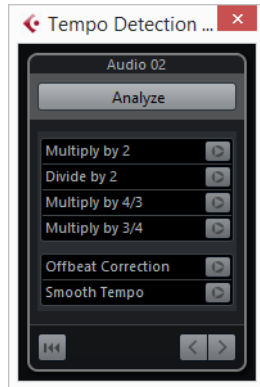 Tempo Detection ...
Audio 02
Analyze
Multiply by 2
Divide by 2
Multiply by 4/3
Multiply by 3/4
Offbeat Correction
Smooth Tempo